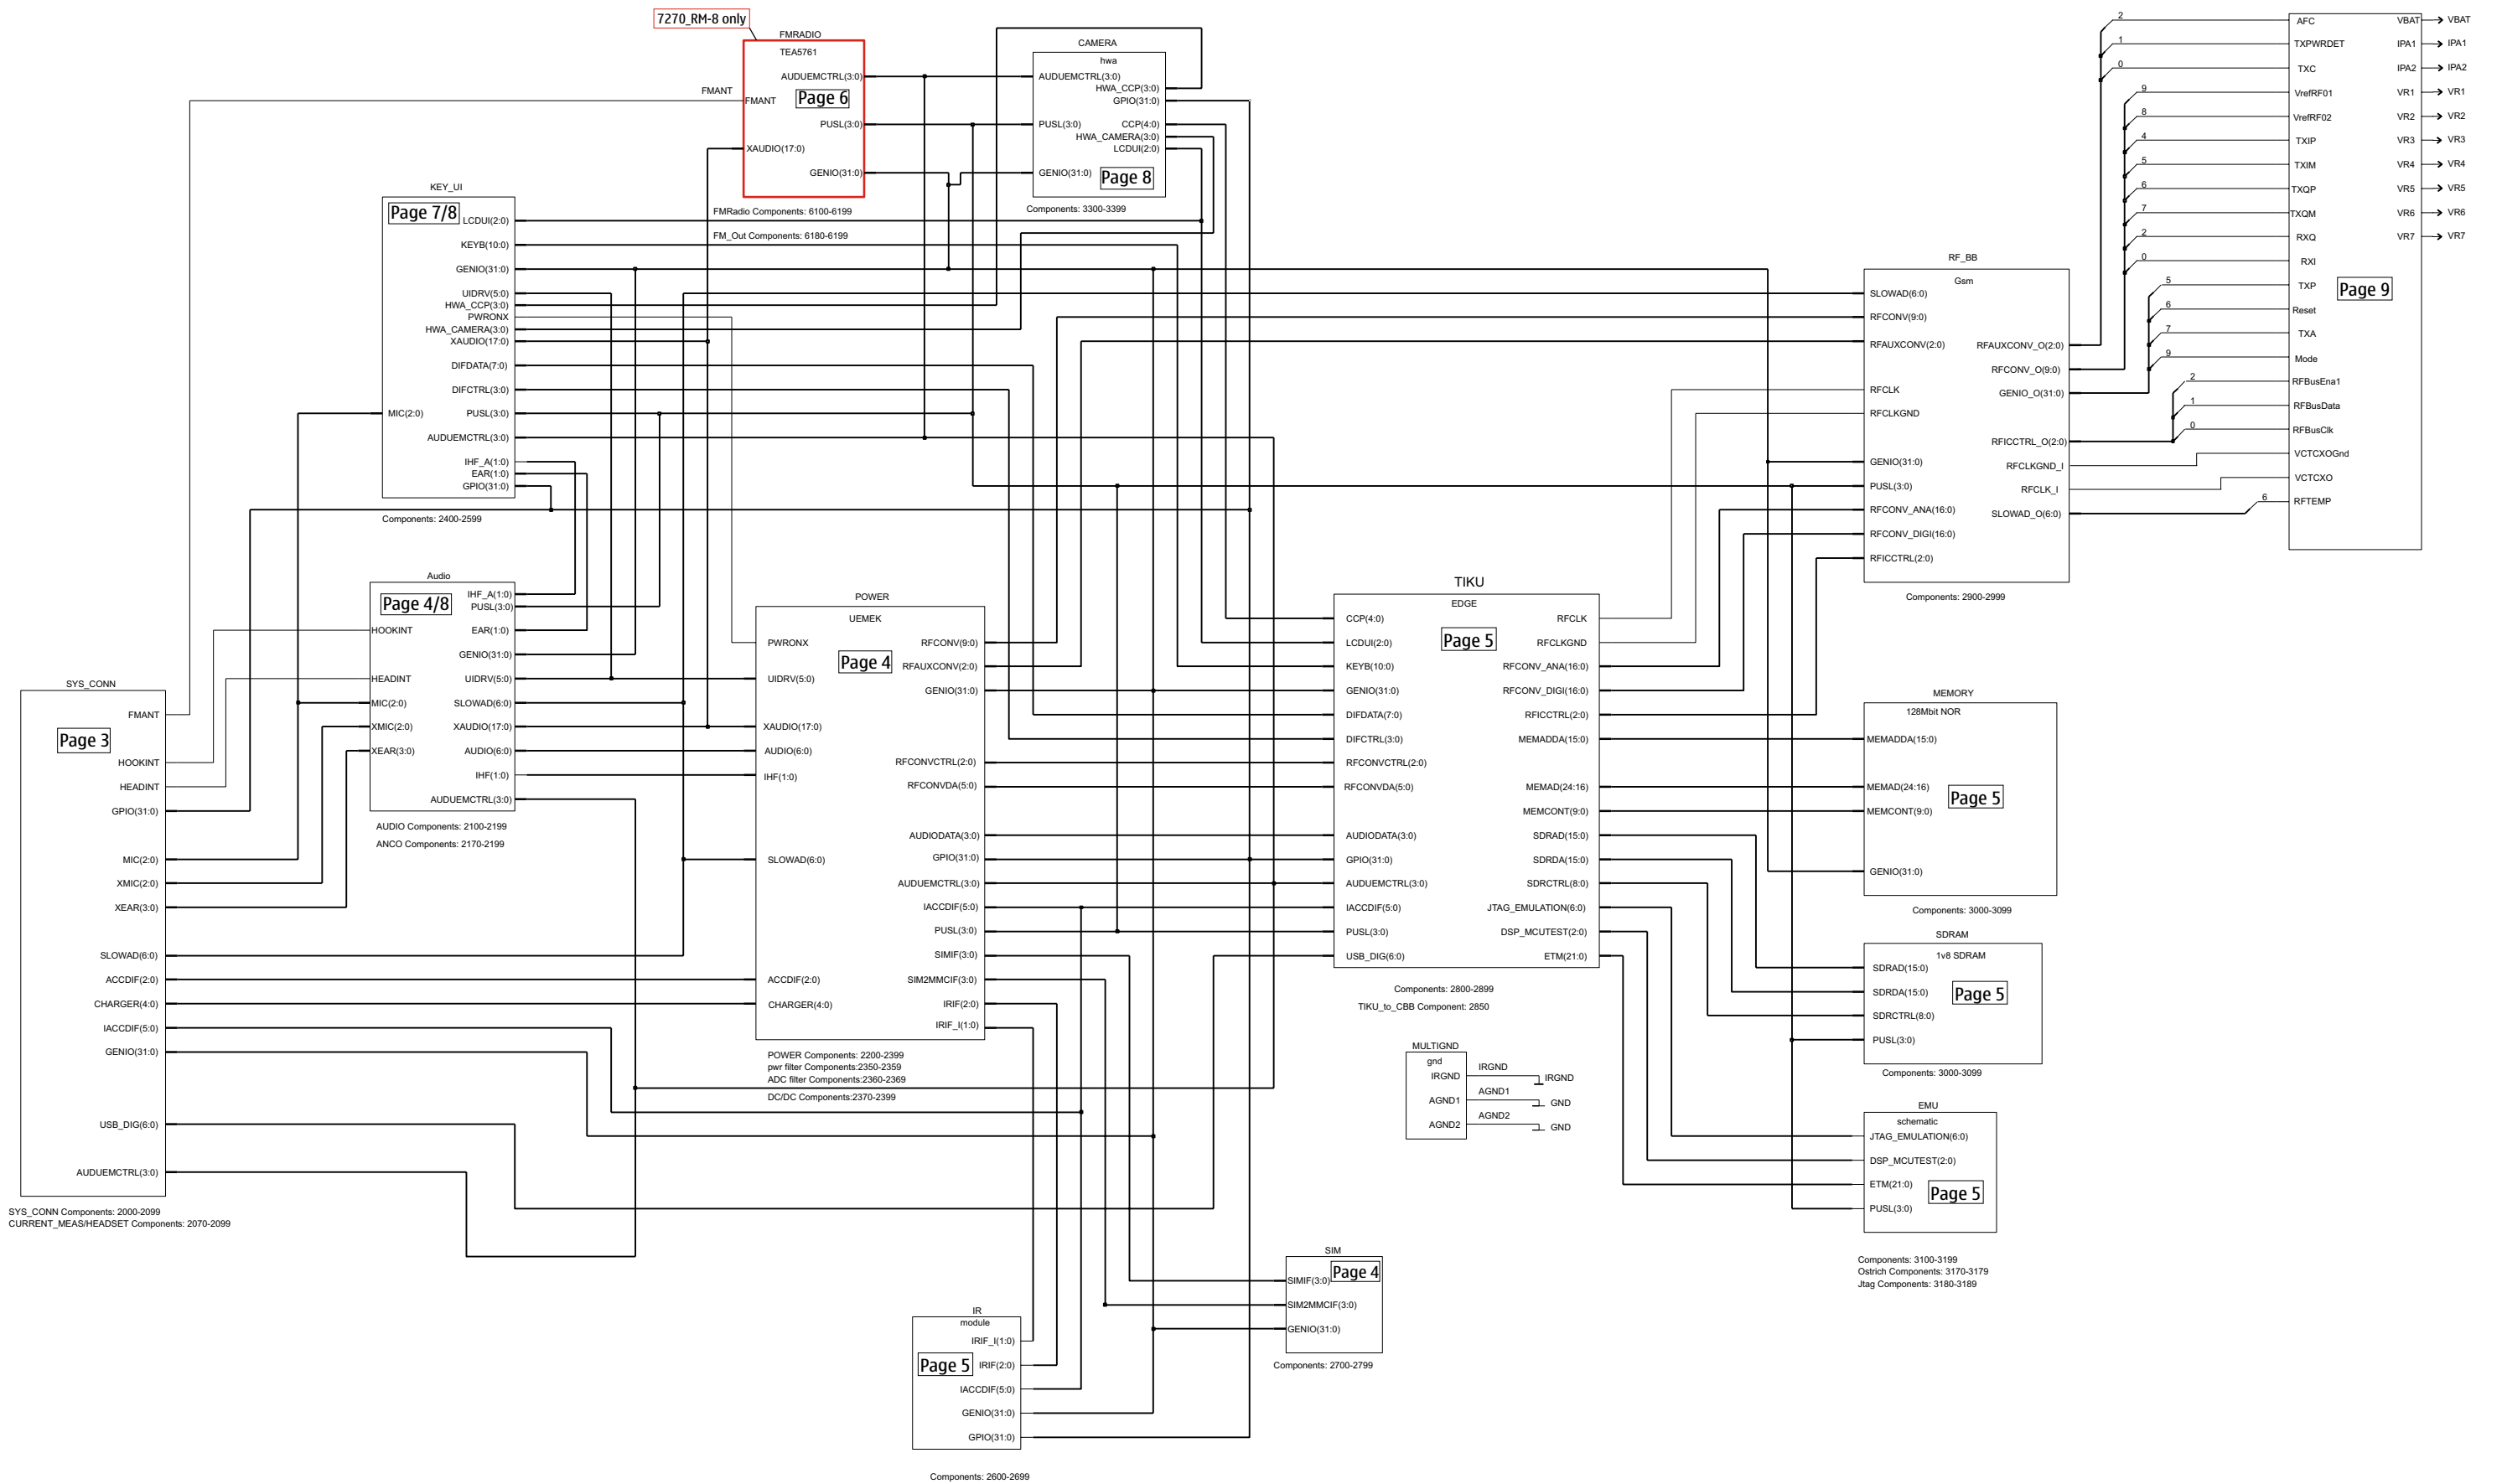 7270_RM-8 only
FMRADIO
TEA5761
AUDUEMCTRL(3:0)
Page 6
FMANT
FMANT
PUSL(3:0)
XAUDIO(17:0)
GENIO(31:0)
FMRadio Components: 6100-6199
FM_Out Components: 6180-6199
CAMERA
hwa
AUDUEMCTRL(3:0)
HWA_CCP(3:0)
GPIO(31:0)
PUSL(3:0)
CCP(4:0)
HWA_CAMERA(3:0)
LCDUI(2:0)
GENIO(31:0)
Page 8
Components: 3300-3399
KEY_UI
Page 7/8
LCDUI(2:0)
KEYB(10:0)
GENIO(31:0)
UIDRV(5:0)
HWA_CCP(3:0)
PWRONX
HWA_CAMERA(3:0)
XAUDIO(17:0)
DIFDATA(7:0)
DIFCTRL(3:0)
MIC(2:0)
PUSL(3:0)
AUDUEMCTRL(3:0)
IHF_A(1:0)
EAR(1:0)
GPIO(31:0)
Components: 2400-2599
Audio
Page 4/8
IHF_A(1:0)
PUSL(3:0)
HOOKINT
EAR(1:0)
GENIO(31:0)
HEADINT
UIDRV(5:0)
MIC(2:0)
SLOWAD(6:0)
XMIC(2:0)
XAUDIO(17:0)
XEAR(3:0)
AUDIO(6:0)
IHF(1:0)
AUDUEMCTRL(3:0)
AUDIO Components: 2100-2199
ANCO Components: 2170-2199
SYS_CONN
FMANT
Page 3
HOOKINT
HEADINT
GPIO(31:0)
MIC(2:0)
XMIC(2:0)
XEAR(3:0)
SLOWAD(6:0)
ACCDIF(2:0)
CHARGER(4:0)
IACCDIF(5:0)
GENIO(31:0)
USB_DIG(6:0)
AUDUEMCTRL(3:0)
SYS_CONN Components: 2000-2099
CURRENT_MEAS/HEADSET Components: 2070-2099
POWER
UEMEK
PWRONX
RFCONV(9:0)
Page 4
RFAUXCONV(2:0)
UIDRV(5:0)
GENIO(31:0)
XAUDIO(17:0)
AUDIO(6:0)
RFCONVCTRL(2:0)
IHF(1:0)
RFCONVDA(5:0)
AUDIODATA(3:0)
SLOWAD(6:0)
GPIO(31:0)
AUDUEMCTRL(3:0)
IACCDIF(5:0)
PUSL(3:0)
SIMIF(3:0)
ACCDIF(2:0)
SIM2MMCIF(3:0)
CHARGER(4:0)
IRIF(2:0)
IRIF_I(1:0)
POWER Components: 2200-2399
pwr filter Components:2350-2359
ADC filter Components:2360-2369
DC/DC Components:2370-2399
TIKU
EDGE
Page 5
CCP(4:0)
RFCLK
LCDUI(2:0)
RFCLKGND
KEYB(10:0)
RFCONV_ANA(16:0)
GENIO(31:0)
RFCONV_DIGI(16:0)
DIFDATA(7:0)
RFICCTRL(2:0)
DIFCTRL(3:0)
MEMADDA(15:0)
RFCONVCTRL(2:0)
RFCONVDA(5:0)
MEMAD(24:16)
MEMCONT(9:0)
AUDIODATA(3:0)
SDRAD(15:0)
GPIO(31:0)
SDRDA(15:0)
AUDUEMCTRL(3:0)
SDRCTRL(8:0)
IACCDIF(5:0)
JTAG_EMULATION(6:0)
PUSL(3:0)
DSP_MCUTEST(2:0)
USB_DIG(6:0)
ETM(21:0)
Components: 2800-2899
TIKU_to_CBB Component: 2850
MULTIGND
gnd
IRGND
IRGND
IRGND
AGND1
AGND1
GND
AGND2
AGND2
GND
RF_BB
Gsm
SLOWAD(6:0)
RFCONV(9:0)
RFAUXCONV(2:0)
RFAUXCONV_O(2:0)
RFCONV_O(9:0)
RFCLK
GENIO_O(31:0)
RFCLKGND
RFICCTRL_O(2:0)
GENIO(31:0)
RFCLKGND_I
PUSL(3:0)
RFCLK_I
RFCONV_ANA(16:0)
SLOWAD_O(6:0)
RFCONV_DIGI(16:0)
RFICCTRL(2:0)
Components: 2900-2999
2
AFC
VBAT
VBAT
1
TXPWRDET
IPA1
IPA1
0
TXC
IPA2
IPA2
9
VrefRF01
VR1
VR1
8
VrefRF02
VR2
VR2
4
TXIP
VR3
VR3
5
TXIM
VR4
VR4
6
TXQP
VR5
VR5
7
TXQM
VR6
VR6
2
RXQ
VR7
VR7
0
RXI
5
TXP
Page 9
6
Reset
7
TXA
9
Mode
2
RFBusEna1
1
RFBusData
0
RFBusClk
VCTCXOGnd
VCTCXO
6
RFTEMP
MEMORY
128Mbit NOR
MEMADDA(15:0)
MEMAD(24:16)
Page 5
MEMCONT(9:0)
GENIO(31:0)
Components: 3000-3099
SDRAM
1v8 SDRAM
SDRAD(15:0)
SDRDA(15:0)
Page 5
SDRCTRL(8:0)
PUSL(3:0)
Components: 3000-3099
EMU
schematic
JTAG_EMULATION(6:0)
DSP_MCUTEST(2:0)
ETM(21:0)
Page 5
PUSL(3:0)
Components: 3100-3199
Ostrich Components: 3170-3179
Jtag Components: 3180-3189
SIM
SIMIF(3:0)
Page 4
SIM2MMCIF(3:0)
GENIO(31:0)
Components: 2700-2799
IR
module
IRIF_I(1:0)
Page 5
IRIF(2:0)
IACCDIF(5:0)
GENIO(31:0)
GPIO(31:0)
Components: 2600-2699